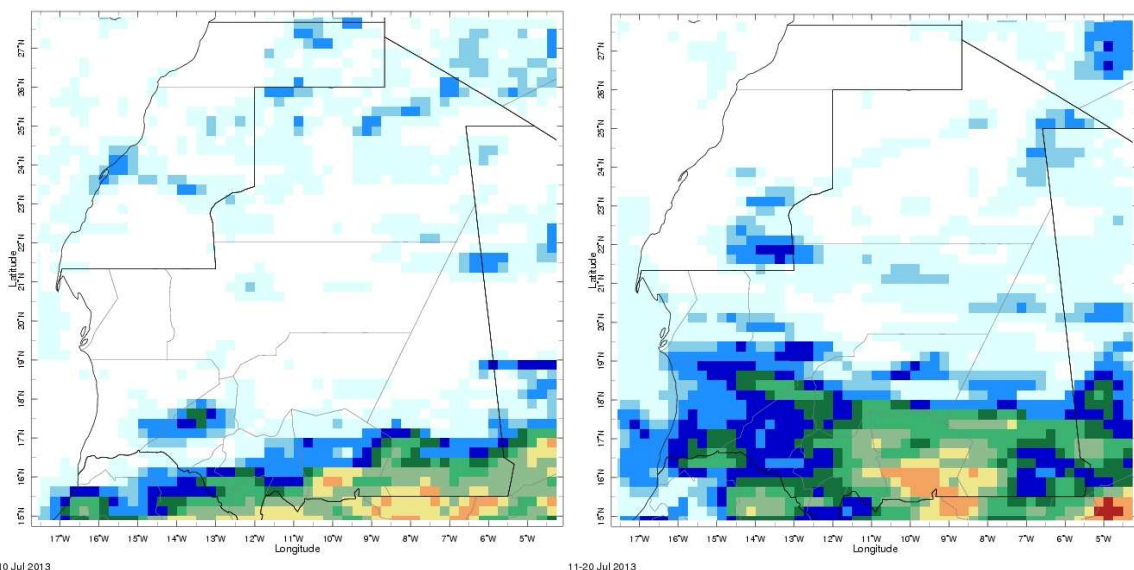 27°N
26°N
25°N
24°N
23°N
22°N
Latitude
21°N
20°N
19°N
18°N
17°N
16°N
15°N
17°W 16°W 15°W 14°W 13°W 12°W 11°W 10°W 9°W 8°W 7°W 6°W 5°W
Longitude
10 Jul 2013
27°N
26°N
25°N
24°N
23°N
22°N
Latitude
21°N
20°N
19°N
18°N
17°N
16°N
15°N
17°W 16°W 15°W 14°W 13°W 12°W 11°W 10°W 9°W 8°W 7°W 6°W 5°W
Longitude
11-20 Jul 2013